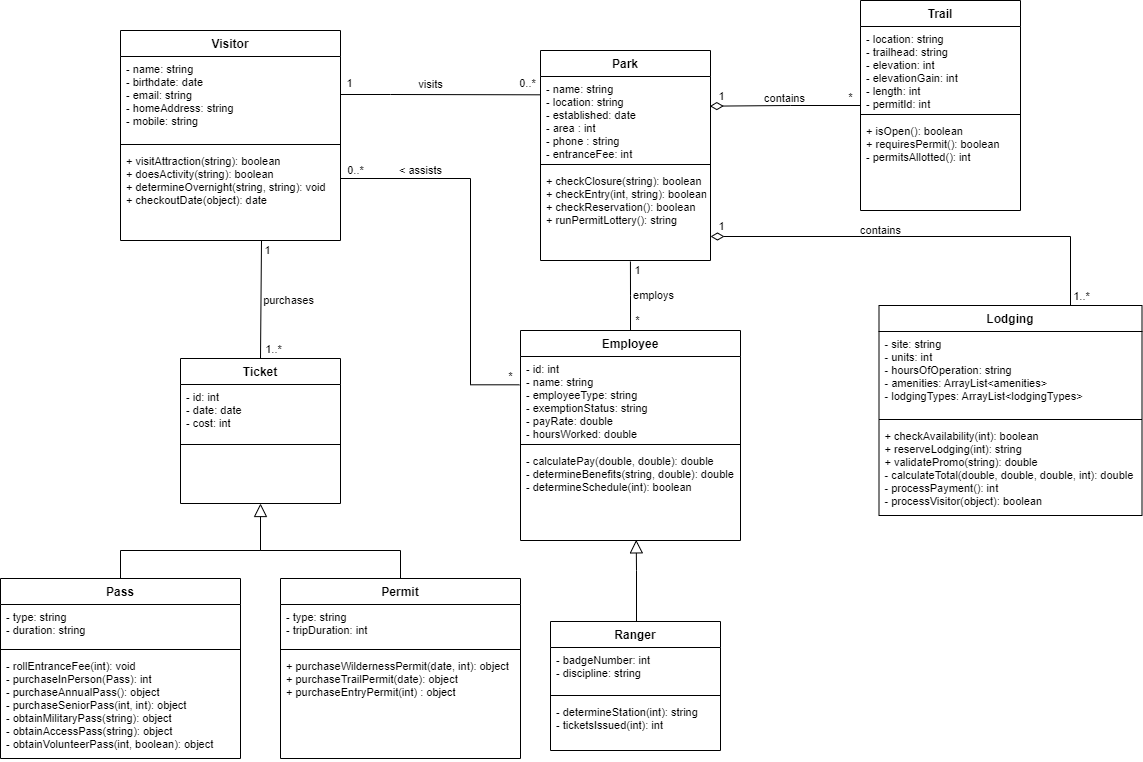 Visitor
- name: string
- birthdate: date
- email: string
- homeAddress: string
- mobile: string
+ visitAttraction(string): boolean
+ doesActivity(string): boolean
+ determineOvernight(string, string): void
+ checkoutDate(object): date
1
visits
0..*
Park
- name: string
- location: string
- established: date
- area : int
- phone : string
- entranceFee: int
+ checkClosure(string): boolean
+ checkEntry(int, string): boolean
+ checkReservation(): boolean
+ runPermitLottery(): string
1
contains
*
Trail
- location: string
- trailhead: string
- elevation: int
- elevationGain: int
- length: int
- permitId: int
+ isOpen(): boolean
+ requiresPermit(): boolean
- permitsAllotted(): int
0..*
< assists
*
1
contains
1..*
1
purchases
1..*
1
employs
*
Ticket
- id: int
- date: date
- cost: int
Employee
- id: int
- name: string
- employeeType: string
- exemptionStatus: string
- payRate: double
- hoursWorked: double
- calculatePay(double, double): double
- determineBenefits(string, double): double
- determineSchedule(int): boolean
Lodging
- site: string
- units: int
- hoursOfOperation: string
- amenities: ArrayList<amenities>
- lodgingTypes: ArrayList<lodgingTypes>
+ checkAvailability(int): boolean
+ reserveLodging(int): string
+ validatePromo(string): double
- calculateTotal(double, double, double, int): double
- processPayment(): int
- processVisitor(object): boolean
Pass
- type: string
- duration: string
- rollEntranceFee(int): void
- purchaseInPerson(Pass): int
- purchaseAnnualPass(): object
- purchaseSeniorPass(int, int): object
- obtainMilitaryPass(string): object
- obtainAccessPass(string): object
- obtainVolunteerPass(int, boolean): object
Permit
- type: string
- tripDuration: int
+ purchaseWildernessPermit(date, int): object
+ purchaseTrailPermit(date): object
+ purchaseEntryPermit(int) : object
Ranger
- badgeNumber: int
- discipline: string
- determineStation(int): string
- ticketsIssued(int): int